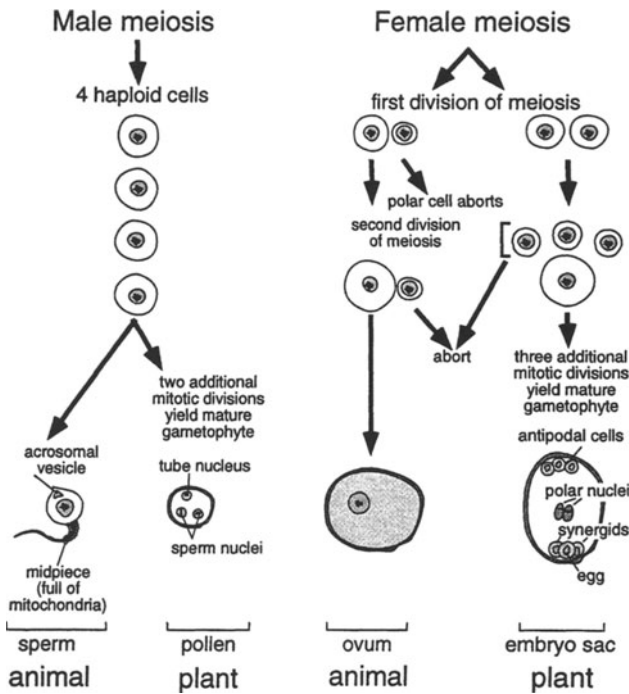 Male meiosis
4 haploid cells
two additional
mitotic divisions
yield mature
gametophyte
acrosomal
vesicle
tube nucleus
sperm nuclei
midpiece
(full of
mitochondria)
sperm
animal
pollen
plant
Female meiosis
first division of meiosis
polar cell aborts
second division
of meiosis
abort
three additional
mitotic divisions
yield mature
gametophyte
antipodal cells
polar nuclei
synergids
egg
ovum
animal
embryo sac
plant